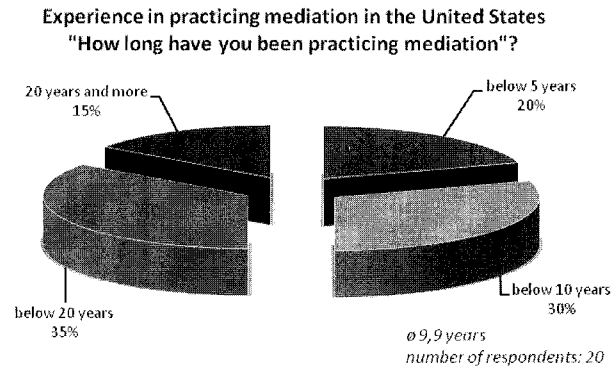 Experience in practicing mediation in the United States
"How long have you been practicing mediation"?
20 years and more
15%
below 5 years
20%
below 20 years
35%
below 10 years
30%
ø 9,9 years
number of respondents: 20